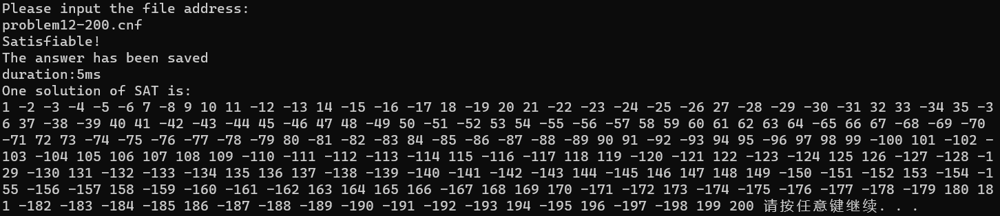 Please input the file address:
problem12-200.cnf
Satisfiable!
The answer has been saved
duration:5ms
One solution of SAT is:
1 -2 -3 -4 -5 -6 7 -8 9 10 11 -12 -13 14 -15 -16 -17 18 -19 20 21 -22 -23 -24 -25 -26 27 -28 -29 -30 -31 32 33 -34 35 -3
6 37 -38 -39 40 41 -42 -43 -44 45 -46 47 48 -49 50 -51 -52 53 54 -55 -56 -57 58 59 60 61 62 63 64 -65 66 67 -68 -69 -70
-71 72 73 -74 -75 -76 -77 -78 -79 80 -81 -82 -83 84 -85 -86 -87 -88 -89 90 91 -92 -93 94 95 -96 97 98 99 -100 101 -102 -
103 -104 105 106 107 108 109 -110 -111 -112 -113 -114 115 -116 -117 118 119 -120 -121 122 -123 -124 125 126 -127 -128 -1
29 -130 131 -132 -133 -134 135 136 137 -138 -139 -140 -141 -142 -143 144 -145 146 147 148 149 -150 -151 -152 153 -154 -1
55 -156 -157 158 -159 -160 -161 -162 163 164 165 166 -167 168 169 170 -171 -172 173 -174 -175 -176 -177 -178 -179 180 18
1 -182 -183 -184 -185 186 -187 -188 -189 -190 -191 -192 -193 194 -195 196 -197 -198 199 200 请按任意键继续. . .